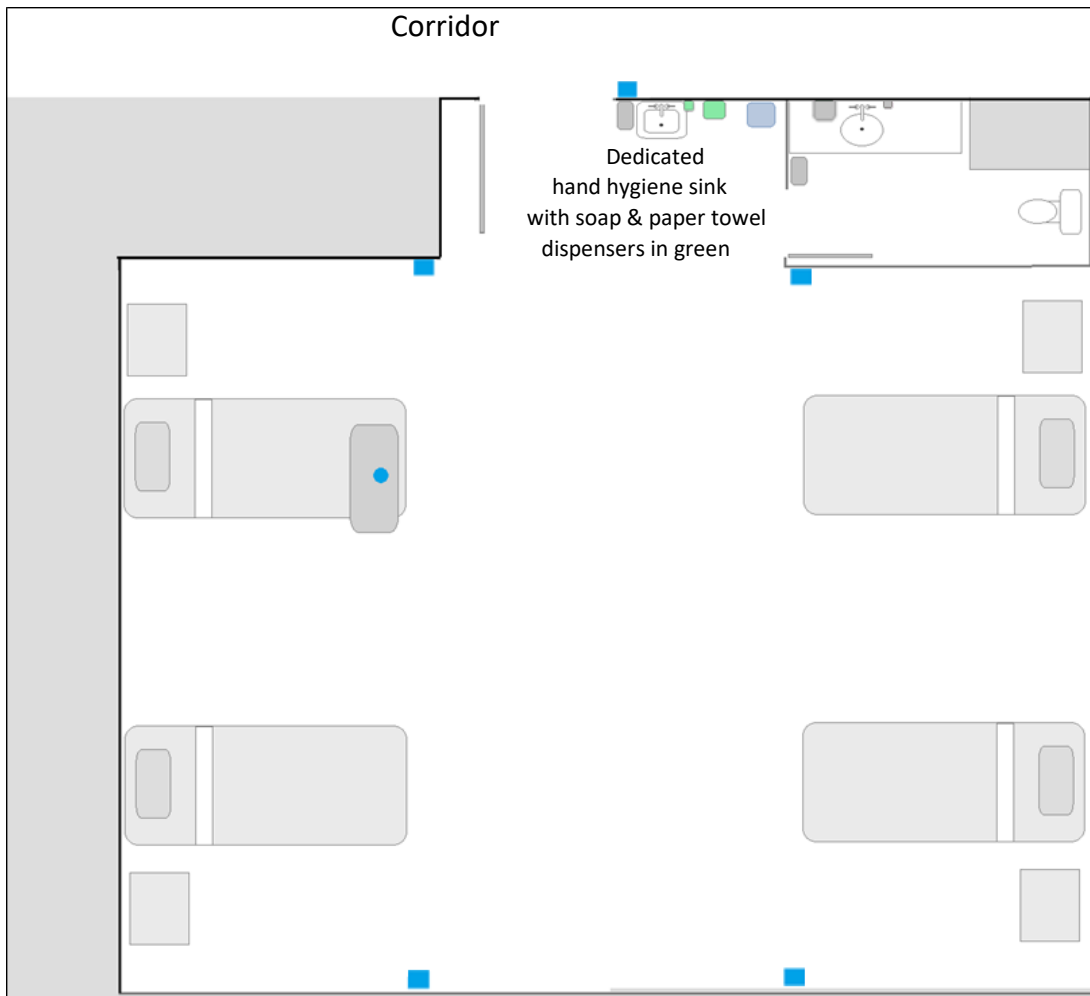 Corridor
Dedicated
hand hygiene sink
with soap & paper towel
dispensers in green